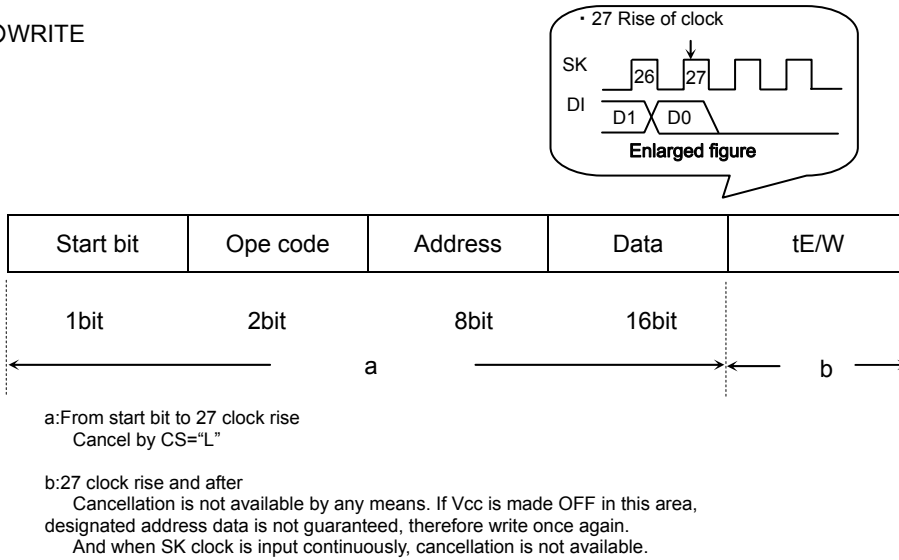 ・27 Rise of clock
WRITE
SK
26 27
DI
D1 D0
Enlarged figure
Start bit Ope code Address Data tE/W
1bit 2bit 8bit 16bit
a b
a:From start bit to 27 clock rise
Cancel by CS=“L”
b:27 clock rise and after
Cancellation is not available by any means. If Vcc is made OFF in this area,
designated address data is not guaranteed, therefore write once again.
And when SK clock is input continuously, cancellation is not available.